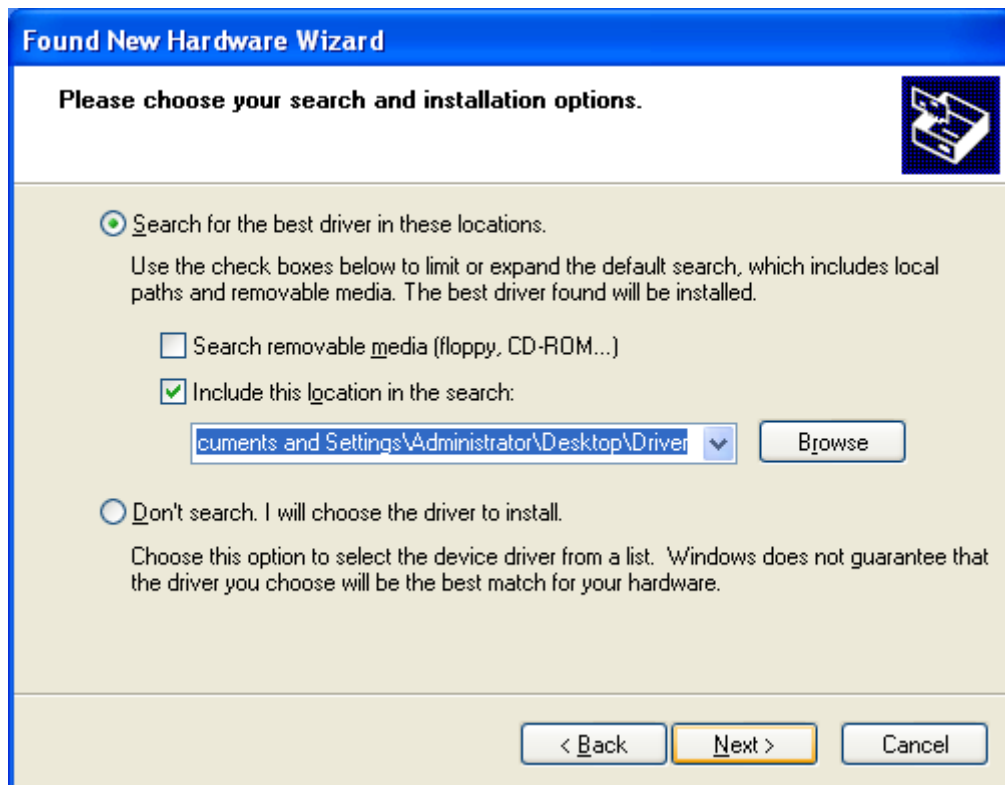 Found New Hardware Wizard
Please choose your search and installation options.
Search for the best driver in these locations.
Use the check boxes below to limit or expand the default search, which includes local
paths and removable media. The best driver found will be installed.
Search removable media (floppy, CD-ROM...)
Include this location in the search:
cuments and Settings\Administrator\Desktop\Driver
Browse
Don't search. I will choose the driver to install.
Choose this option to select the device driver from a list. Windows does not guarantee that
the driver you choose will be the best match for your hardware.
< Back
Next >
Cancel